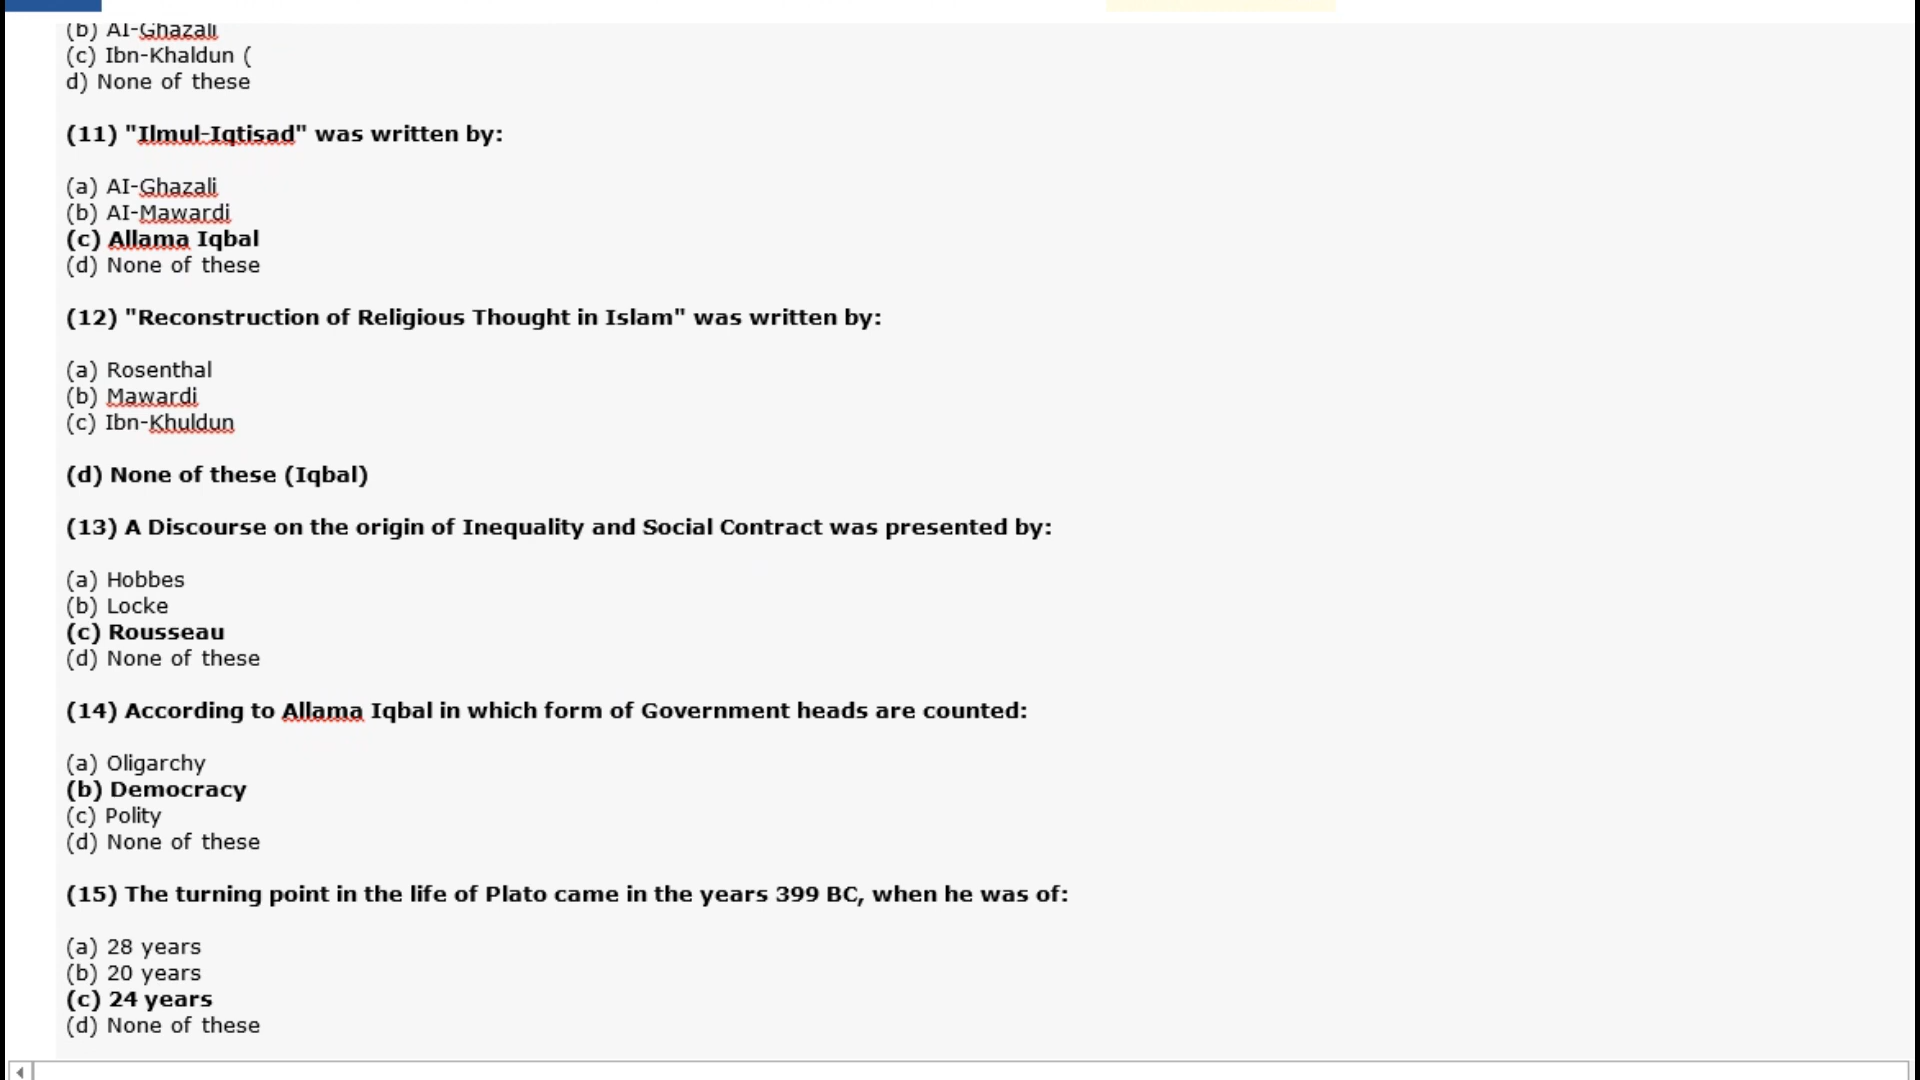 (b) AI-Ghazali
(c) Ibn-Khaldun (
d) None of these
(11) "Ilmul-Iqtisad" was written by:
(a) AI-Ghazali
(b) AI-Mawardi
(c) Allama Iqbal
(d) None of these
(12) "Reconstruction of Religious Thought in Islam" was written by:
(a) Rosenthal
(b) Mawardi
(c) Ibn-Khuldun
(d) None of these (Iqbal)
(13) A Discourse on the origin of Inequality and Social Contract was presented by:
(a) Hobbes
(b) Locke
(c) Rousseau
(d) None of these
(14) According to Allama Iqbal in which form of Government heads are counted:
(a) Oligarchy
(b) Democracy
(c) Polity
(d) None of these
(15) The turning point in the life of Plato came in the years 399 BC, when he was of:
(a) 28 years
(b) 20 years
(c) 24 years
(d) None of these